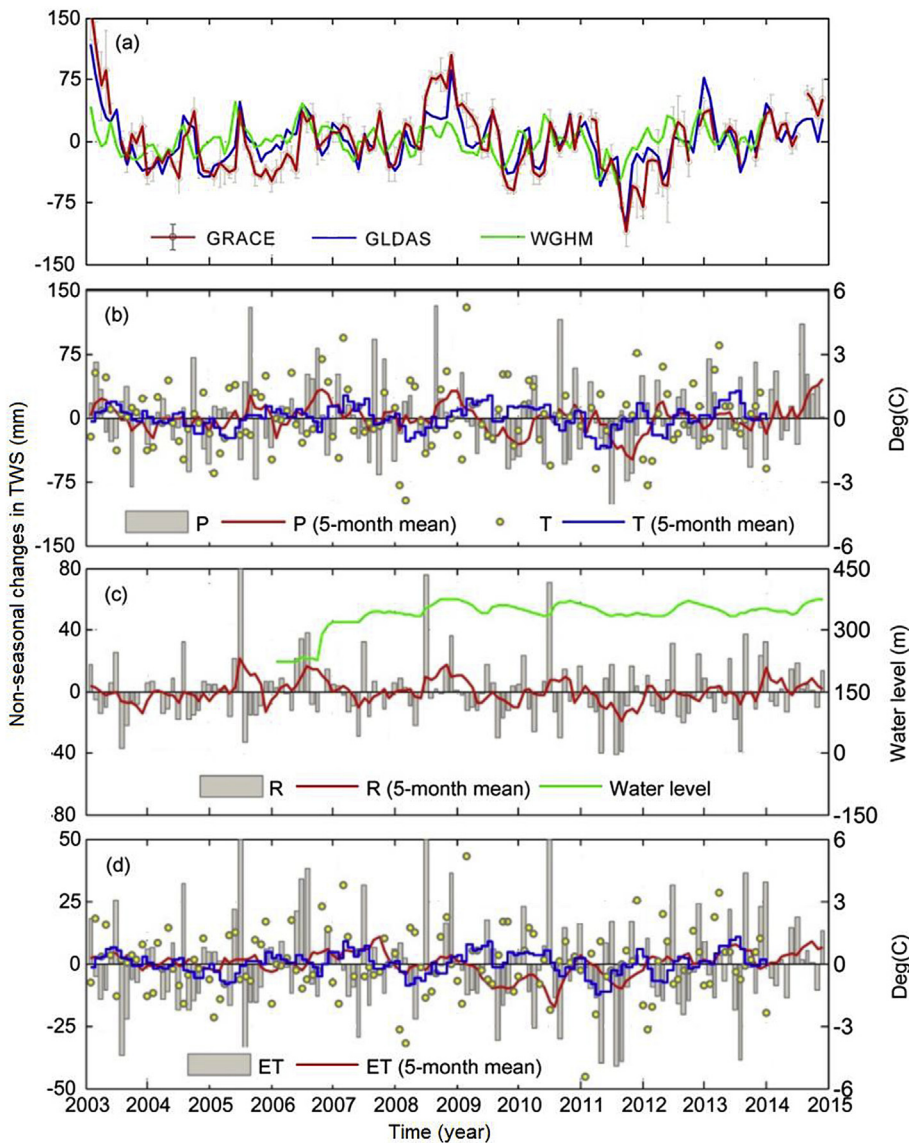 150
(a)
75
0
-75
GRACE GLDAS WGHM
-150
150 6
(b)
75 3
0 0
-75 -3
P P (5-month mean) T T (5-month mean)
-150 -6
Non-seasonal changes in TWS (mm)
Deg(C)
80 450
(c)
40 300
0 150
-40 0
R R (5-month mean) Water level
-80 -150
Water level (m)
50 6
(d)
25 3
0 0
-25 -3
ET ET (5-month mean)
-50 -6
Deg(C)
2003 2004 2005 2006 2007 2008 2009 2010 2011 2012 2013 2014 2015
Time (year)